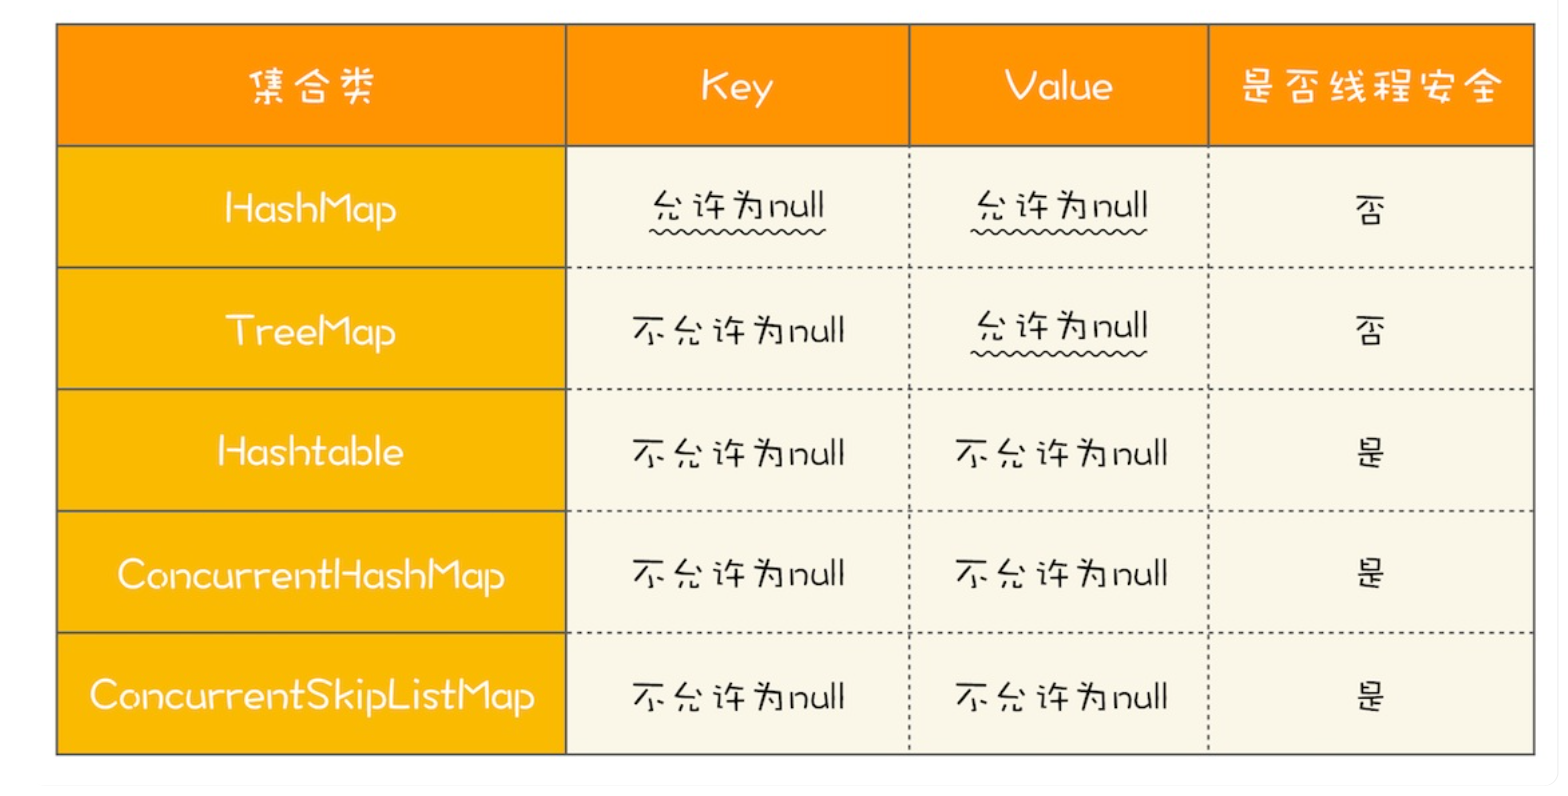 集合类 Key Value 是否线程安全
HashMap 允许为null 允许为null 否
TreeMap 不允许为null 允许为null 否
Hashtable 不允许为null 不允许为null 是
ConcurrentHashMap 不允许为null 不允许为null 是
ConcurrentSkipListMap 不允许为null 不允许为null 是